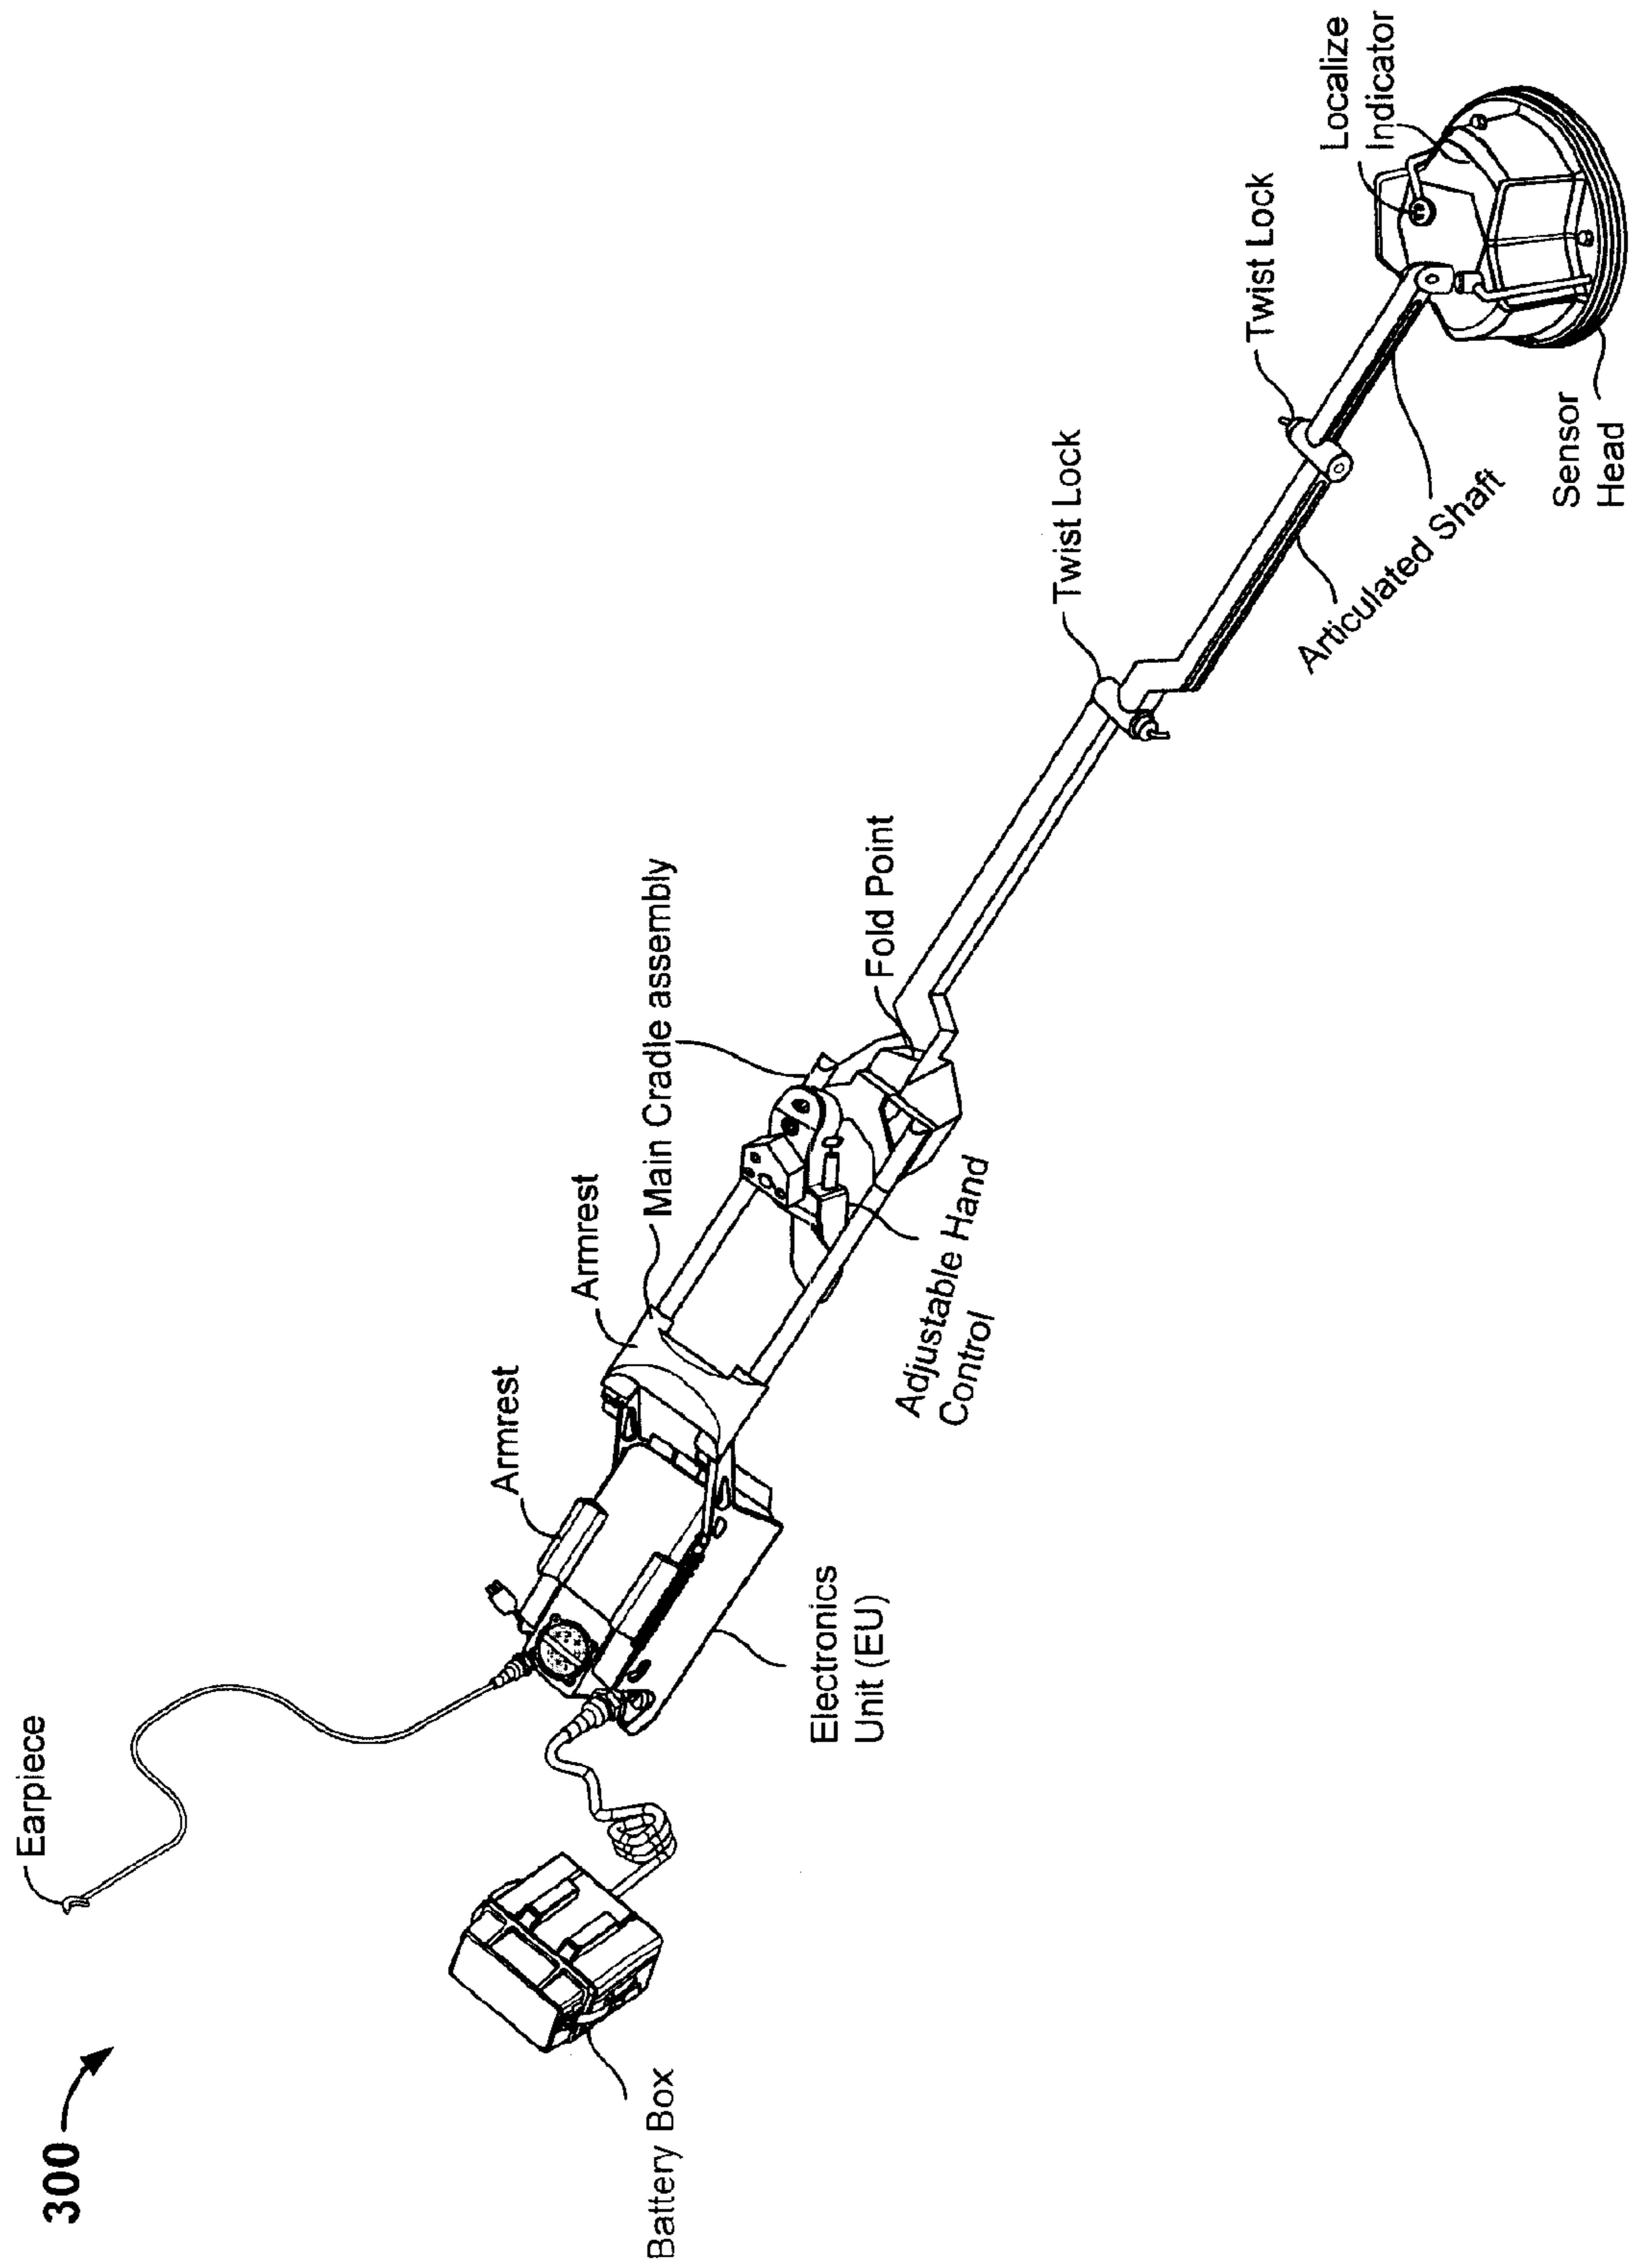 300
Earpiece
Battery Box
Electronics
Unit (EU)
Armrest
Armrest
Main Cradle assembly
Adjustable Hand
Control
Fold Point
Twist Lock
Twist Lock
Articulated Shaft
Localize
Indicator
Sensor
Head